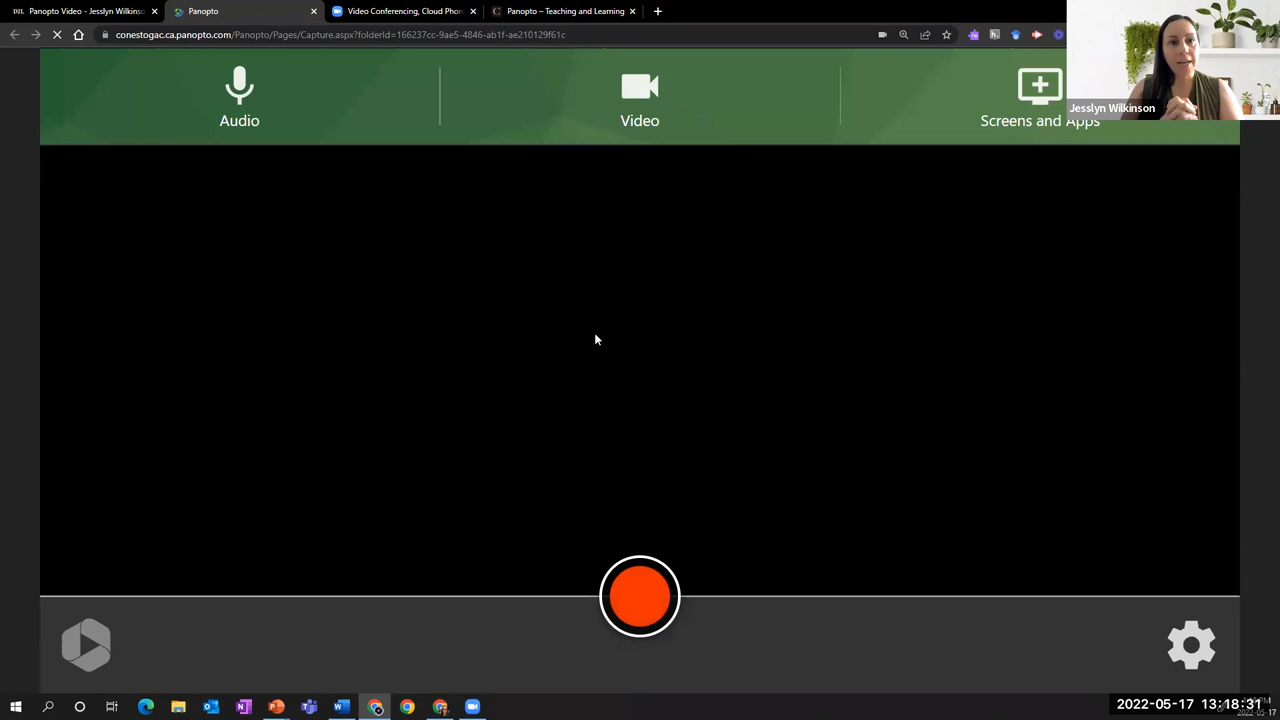 Panopto Video - Jesslyn Wilkins
Panopto
Video Conferencing, Cloud Pho
Panopto – Teaching and Learning
conestogac.ca.panopto.com/Panopto/Pages/Capture.aspx?folderId=166237cc-9ae5-4846-ab1f-ae210129f61c
Audio
Video
Screens and Apps
Jesslyn Wilkinson
2022-05-17 13:18:31